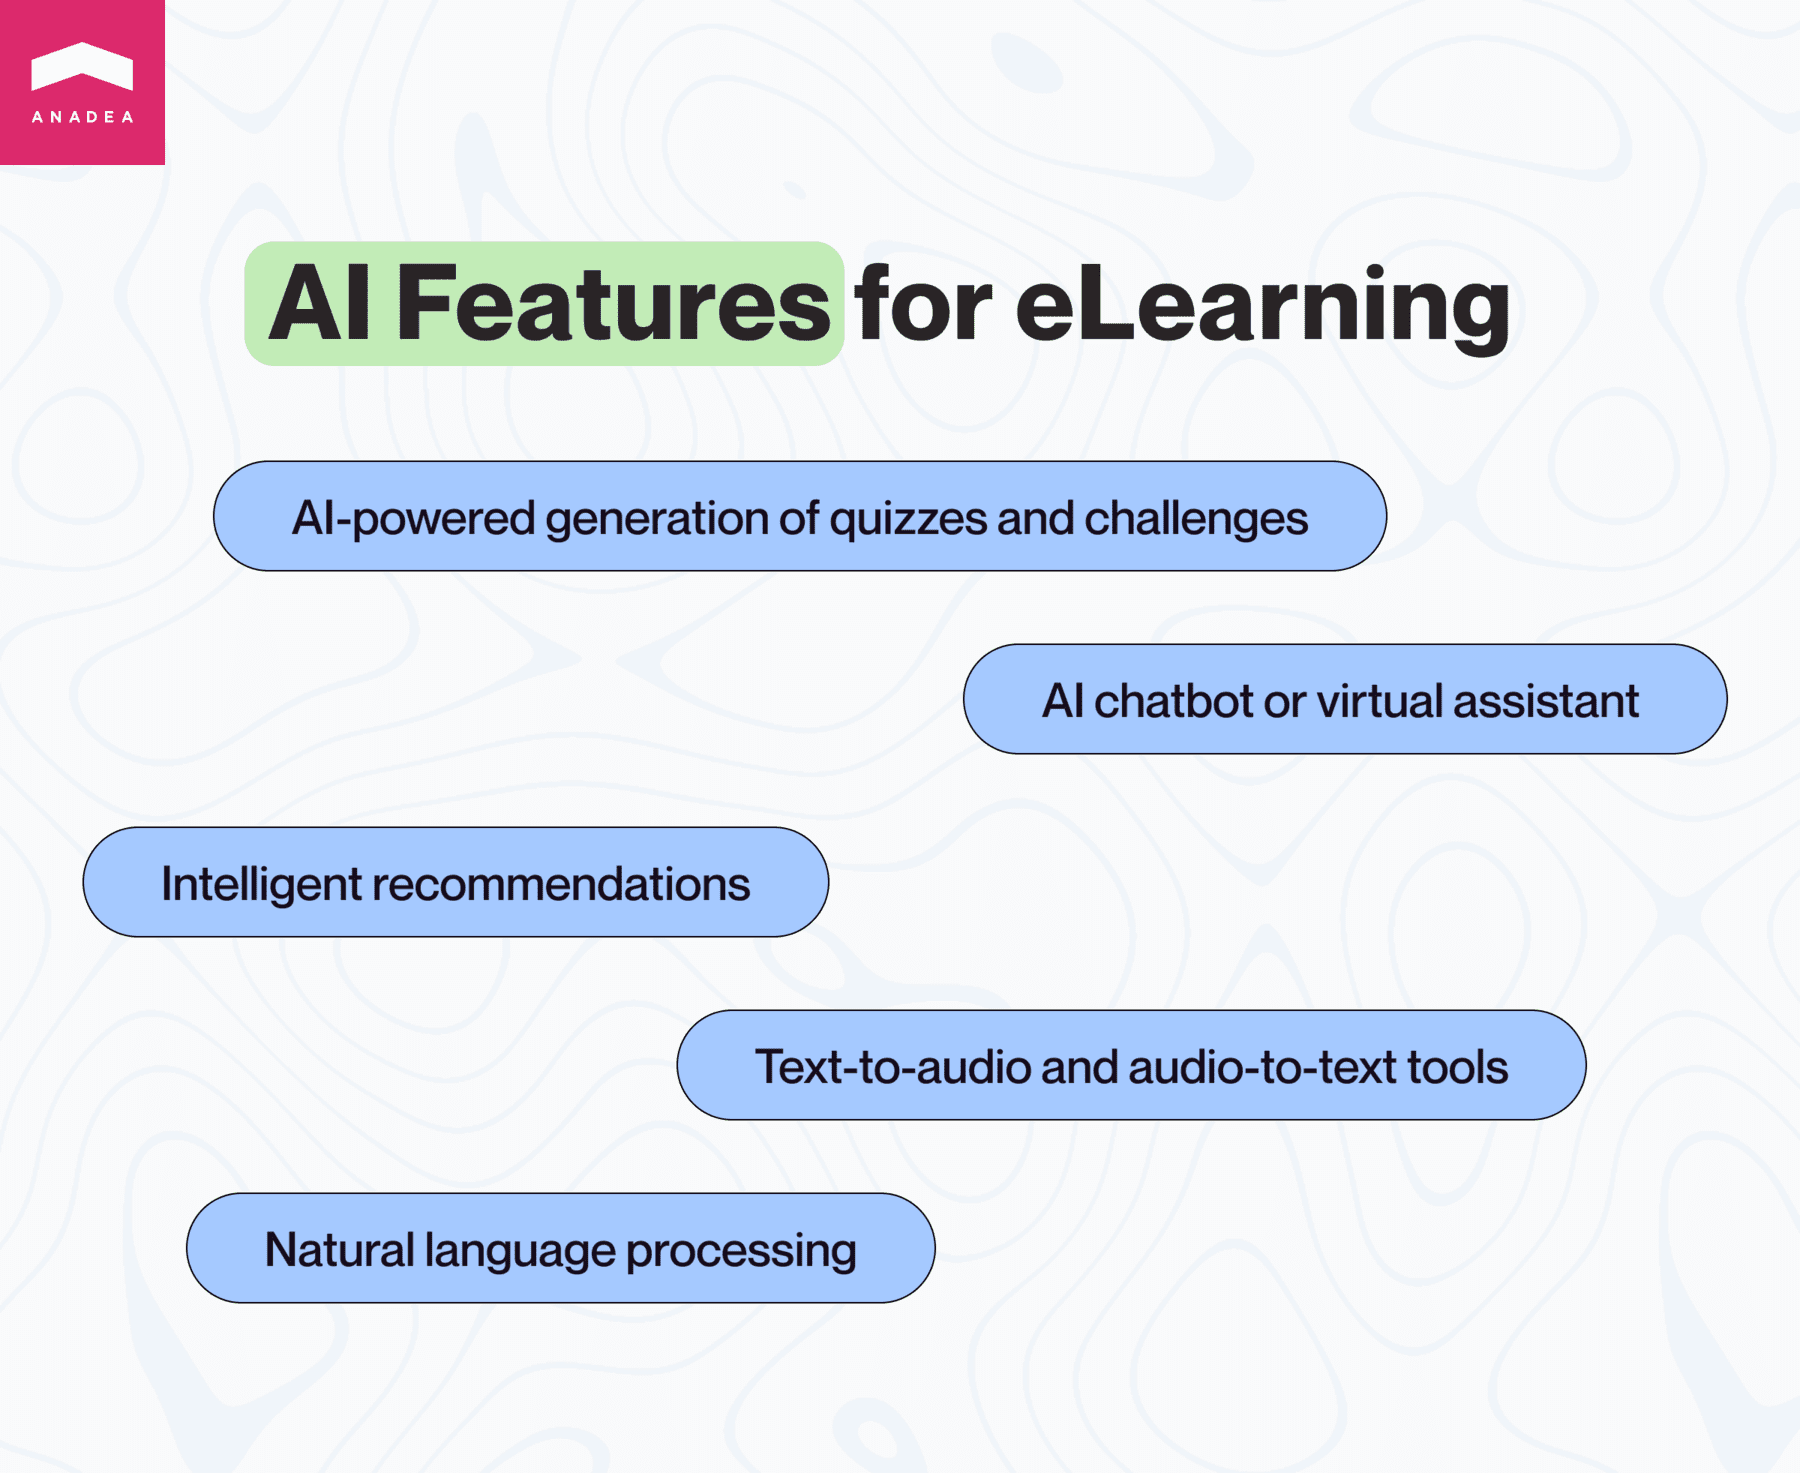 ANADEA
AI Features for eLearning
AI-powered generation of quizzes and challenges
AI chatbot or virtual assistant
Intelligent recommendations
Text-to-audio and audio-to-text tools
Natural language processing